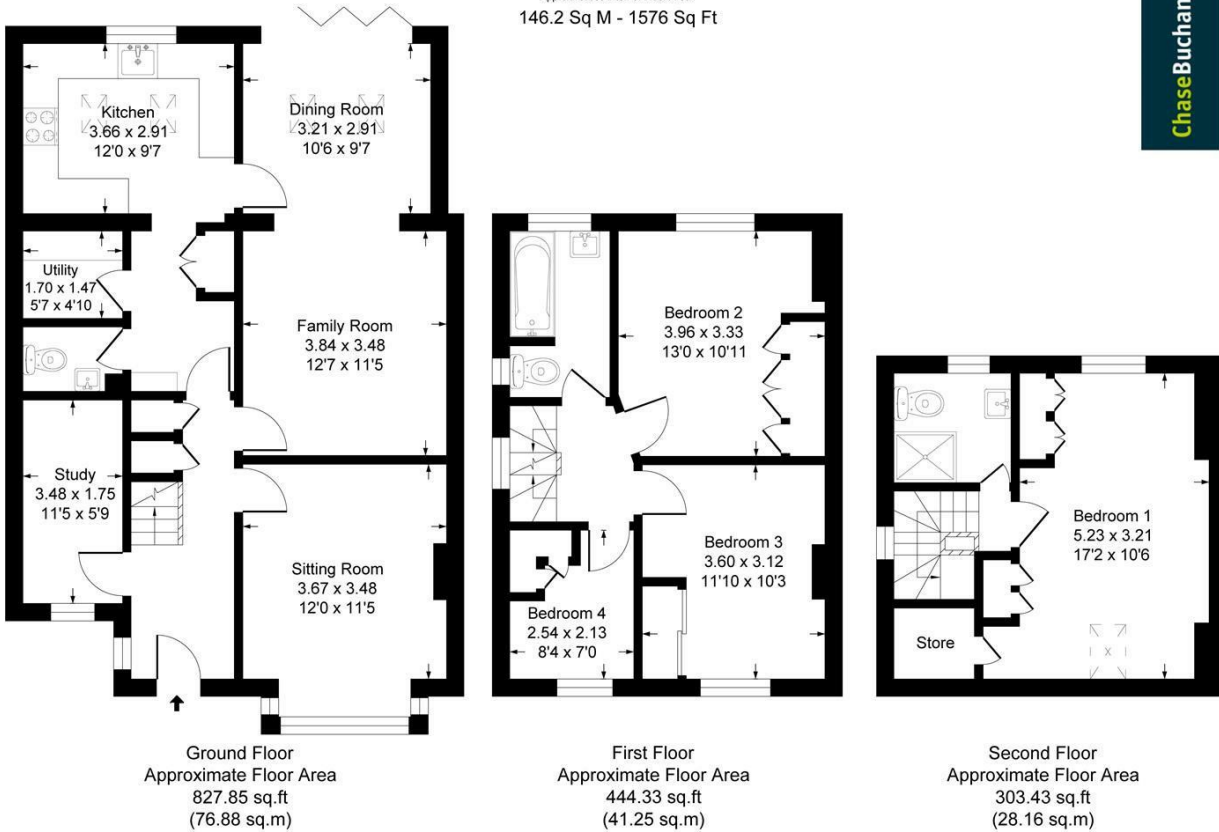 146.2 Sq M - 1576 Sq Ft
ChaseBuchan
Kitchen
3.66 x 2.91
12'0 x 9'7
Dining Room
3.21 x 2.91
10'6 x 9'7
Utility
1.70 x 1.47
5'7 x 4'10
Family Room
3.84 x 3.48
12'7 x 11'5
Study
3.48 x 1.75
11'5 x 5'9
Sitting Room
3.67 x 3.48
12'0 x 11'5
Ground Floor
Approximate Floor Area
827.85 sq.ft
(76.88 sq.m)
Bedroom 2
3.96 x 3.33
13'0 x 10'11
Bedroom 3
3.60 x 3.12
11'10 x 10'3
Bedroom 4
2.54 x 2.13
8'4 x 7'0
First Floor
Approximate Floor Area
444.33 sq.ft
(41.25 sq.m)
Bedroom 1
5.23 x 3.21
17'2 x 10'6
Store
Second Floor
Approximate Floor Area
303.43 sq.ft
(28.16 sq.m)